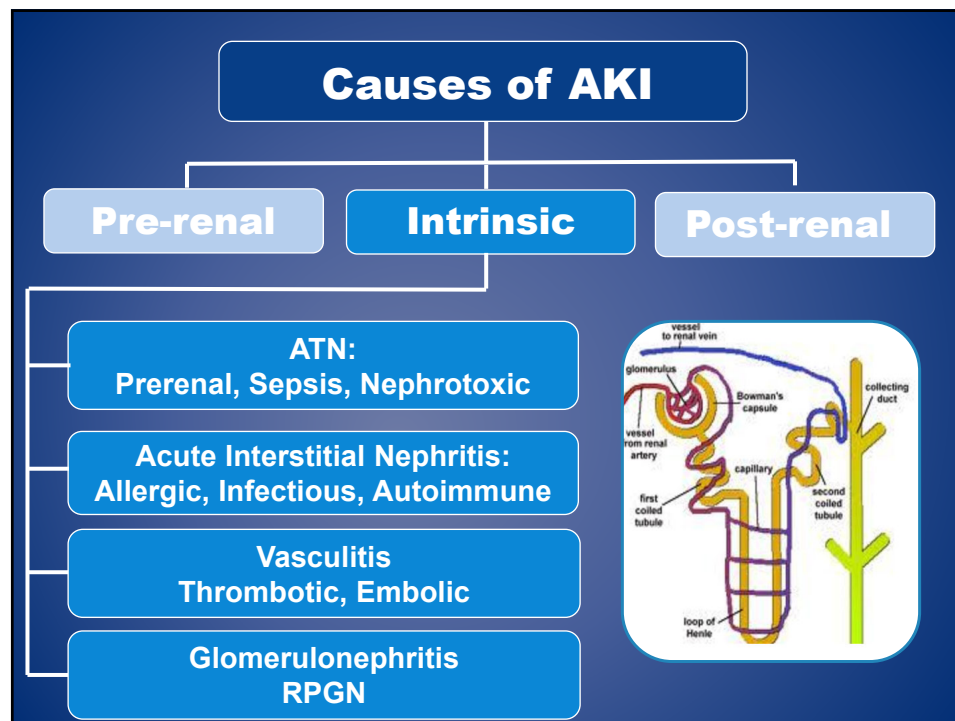 Causes of AKI
Pre-renal
Intrinsic
Post-renal
ATN:
Prerenal, Sepsis, Nephrotoxic
Acute Interstitial Nephritis:
Allergic, Infectious, Autoimmune
Vasculitis
Thrombotic, Embolic
Glomerulonephritis
RPGN
vessel
to renal vein
glomerulus
Bowman's
capsule
collecting
duct
vessel
from renal
artery
capillary
first
coiled
tubule
second
coiled
tubule
loop of
Henle